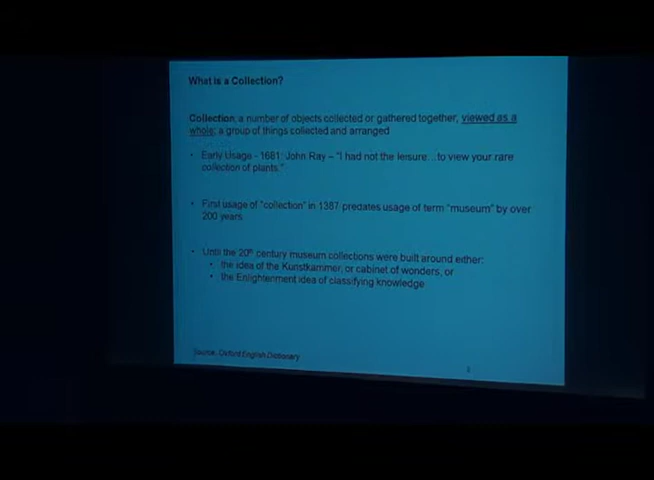 What is a Collection?
Collection, a number of objects collected or gathered together, viewed as a
whole; a group of things collected and arranged
• Early Usage - 1681: John Ray – "I had not the leisure... to view your rare
collection of plants."
• First usage of "collection" in 1387 predates usage of term "museum" by over
200 years
• Until the 20th century museum collections were built around either:
• the idea of the Kunstkammer, or cabinet of wonders, or
• the Enlightenment idea of classifying knowledge
Source: Oxford English Dictionary